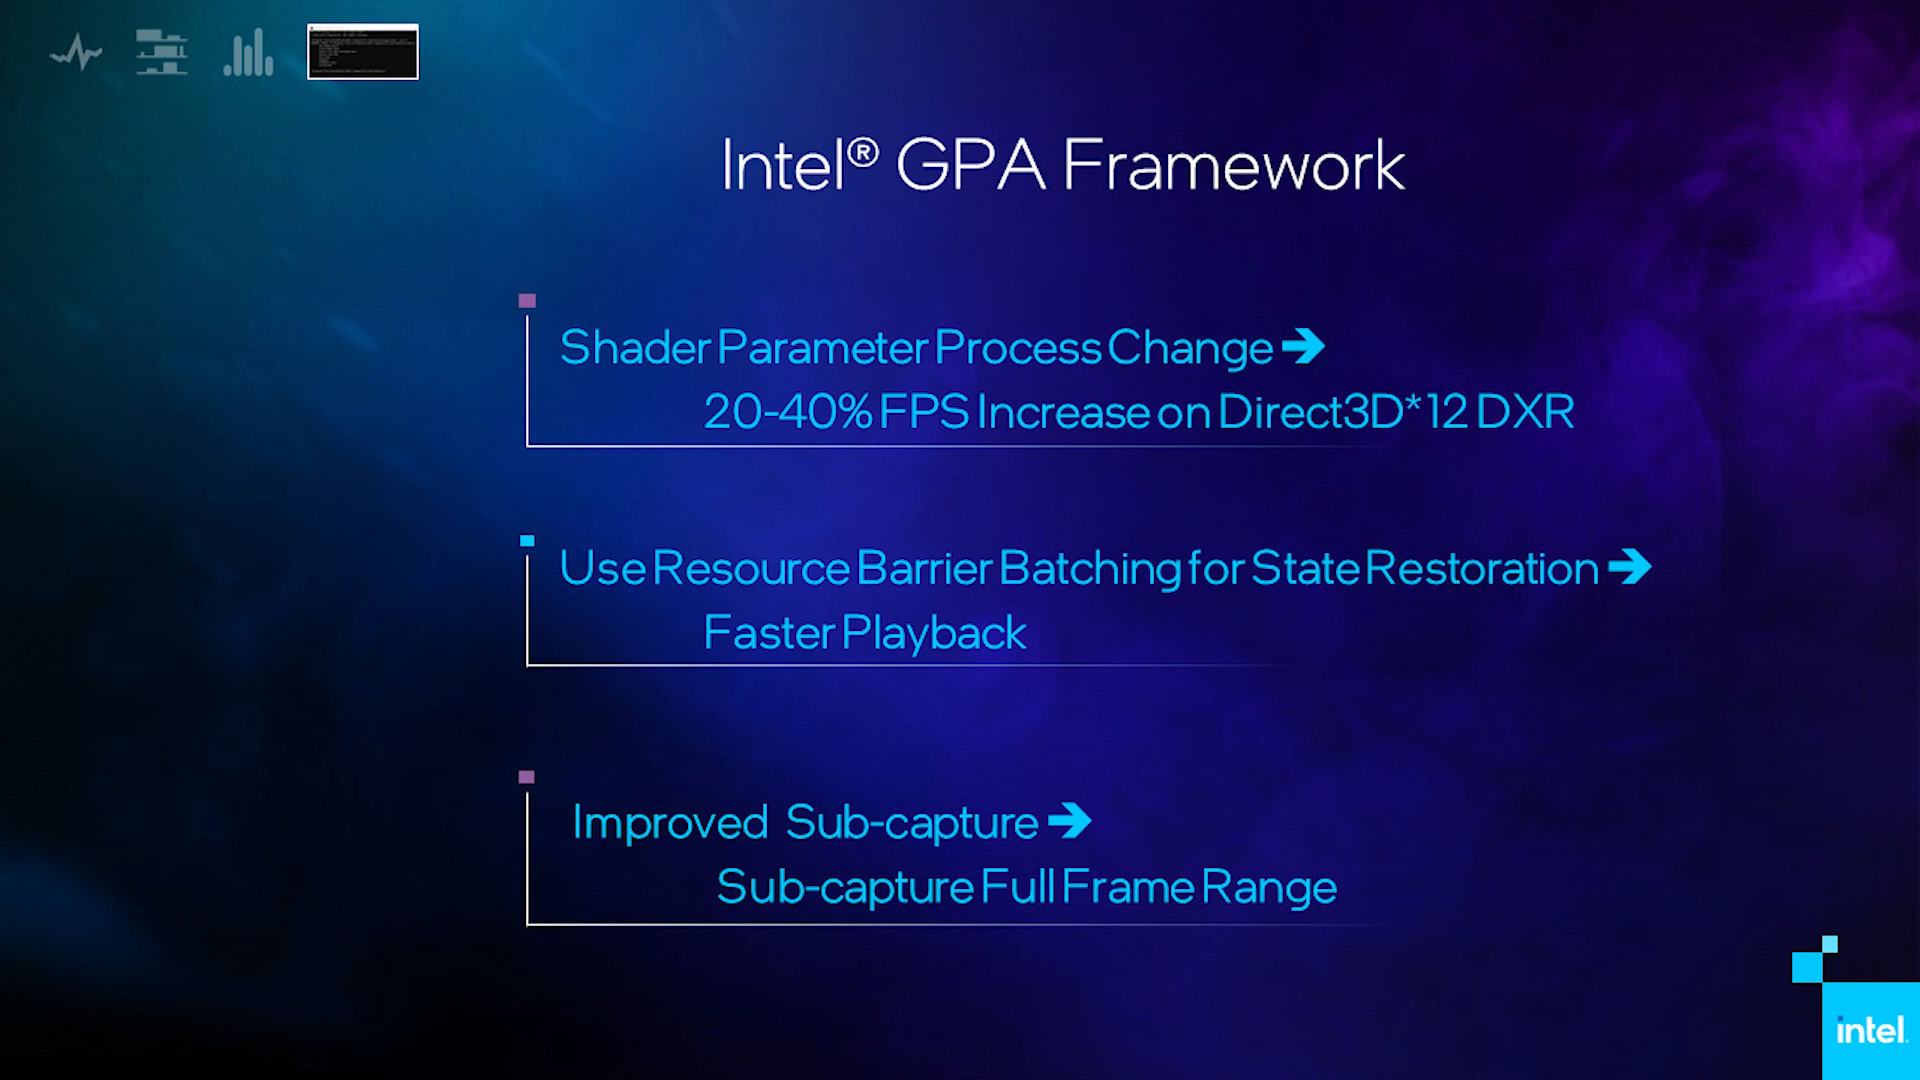 Intel® GPA Framework
Shader Parameter Process Change ➔
20-40% FPS Increase on Direct3D* 12 DXR
Use Resource Barrier Batching for State Restoration ➔
Faster Playback
Improved Sub-capture ➔
Sub-capture Full Frame Range
intel.